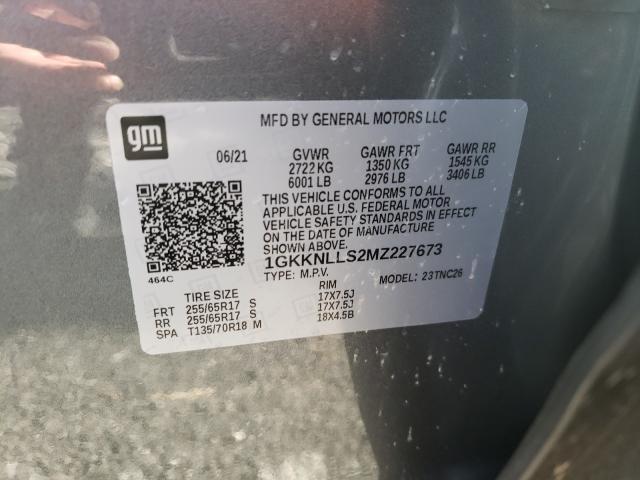 gm
MFD BY GENERAL MOTORS LLC
06/21
GVWR
2722 KG
6001 LB
GAWR FRT
1350 KG
2976 LB
GAWR RR
1545 KG
3406 LB
THIS VEHICLE CONFORMS TO ALL
APPLICABLE U.S. FEDERAL MOTOR
VEHICLE SAFETY STANDARDS IN EFFECT
ON THE DATE OF MANUFACTURE
SHOWN ABOVE.
1GKKNLLS2MZ227673
464C
TYPE: M.P.V. MODEL: 23TNC26
TIRE SIZE RIM
FRT 255/65R17 S 17X7.5J
RR 255/65R17 S 17X7.5J
SPA T135/70R18 M 18X4.5B